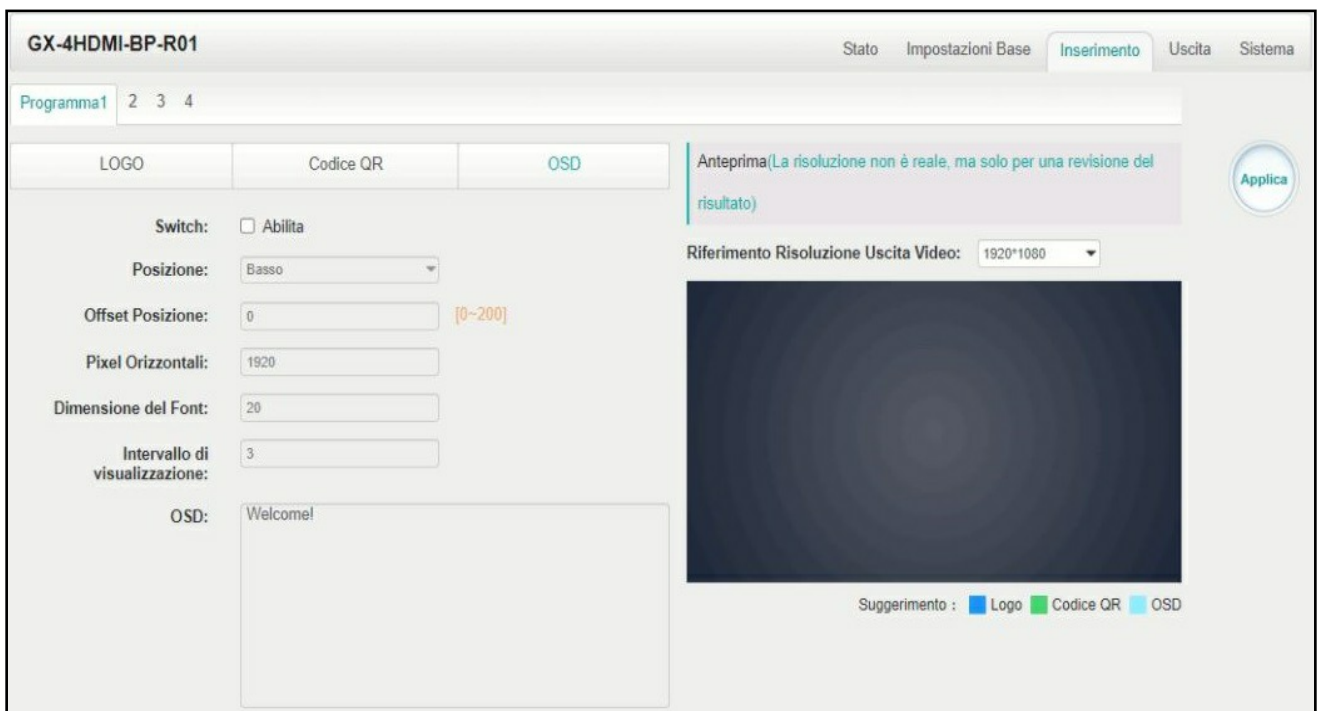 GX-4HDMI-BP-R01
Stato Impostazioni Base Inserimento Uscita Sistema
Programma1 2 3 4
LOGO Codice QR OSD
Switch: Abilita
Posizione: Basso
Offset Posizione: 0 [0~200]
Pixel Orizzontali: 1920
Dimensione del Font: 20
Intervallo di
visualizzazione: 3
OSD: Welcome!
Anteprima(La risoluzione non è reale, ma solo per una revisione del
risultato)
Applica
Riferimento Risoluzione Uscita Video: 1920*1080
Suggerimento : Logo Codice QR OSD